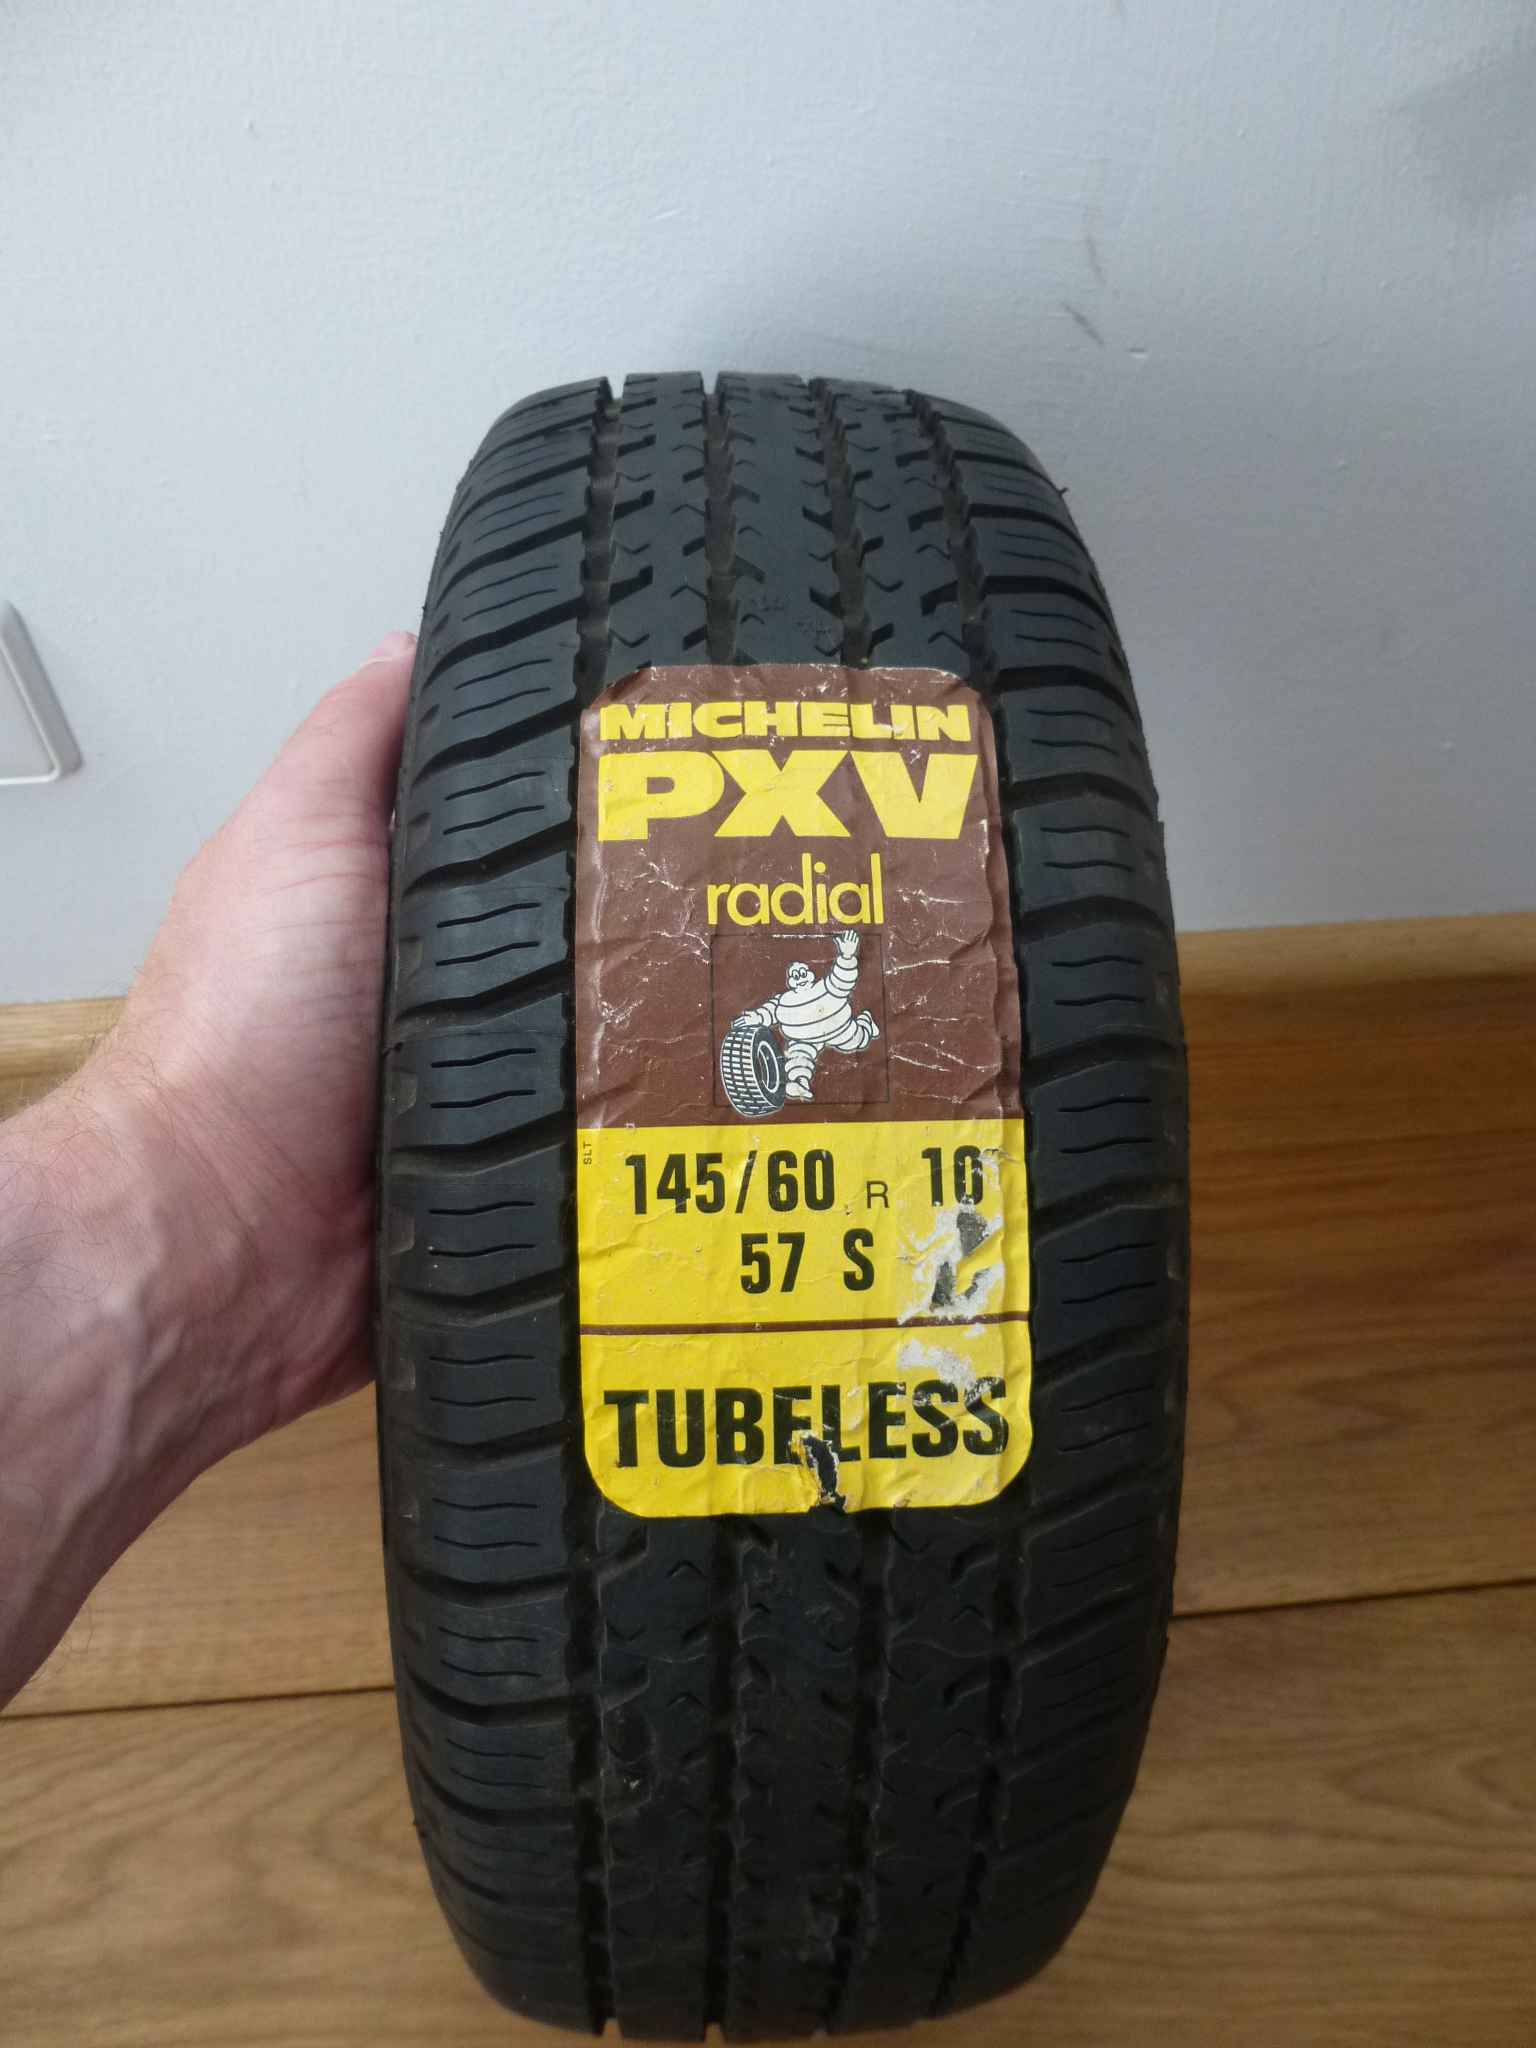 MICHELIN
PXV
radial
SLT
145/60 R 10
57 S
TUBELESS